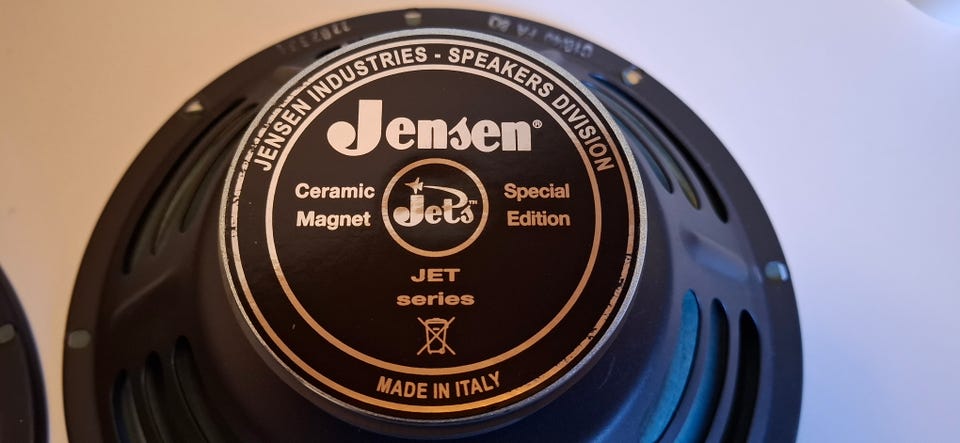 JENSEN INDUSTRIES - SPEAKERS DIVISION
Jensen®
Ceramic Magnet
Jets™
Special Edition
JET
series
MADE IN ITALY